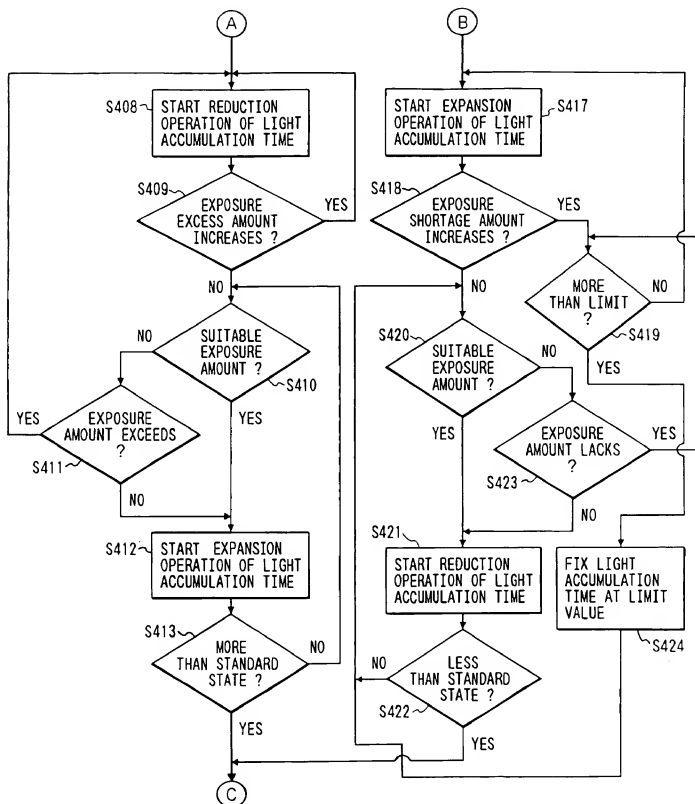 A
B
S408
START REDUCTION
OPERATION OF LIGHT
ACCUMULATION TIME
START EXPANSION
OPERATION OF LIGHT
ACCUMULATION TIME
S417
S409
EXPOSURE
EXCESS AMOUNT
INCREASES ?
YES
NO
S418
EXPOSURE
SHORTAGE AMOUNT
INCREASES ?
YES
NO
MORE
THAN LIMIT
?
NO
S419
YES
NO
SUITABLE
EXPOSURE
AMOUNT ?
S410
YES
S420
SUITABLE
EXPOSURE
AMOUNT ?
NO
YES
YES
EXPOSURE
AMOUNT EXCEEDS
?
S411
NO
EXPOSURE
AMOUNT LACKS
?
YES
S423
NO
S412
START EXPANSION
OPERATION OF LIGHT
ACCUMULATION TIME
S421
START REDUCTION
OPERATION OF LIGHT
ACCUMULATION TIME
FIX LIGHT
ACCUMULATION
TIME AT LIMIT
VALUE
S424
S413
MORE
THAN STANDARD
STATE ?
NO
YES
NO
LESS
THAN STANDARD
STATE ?
S422
YES
C